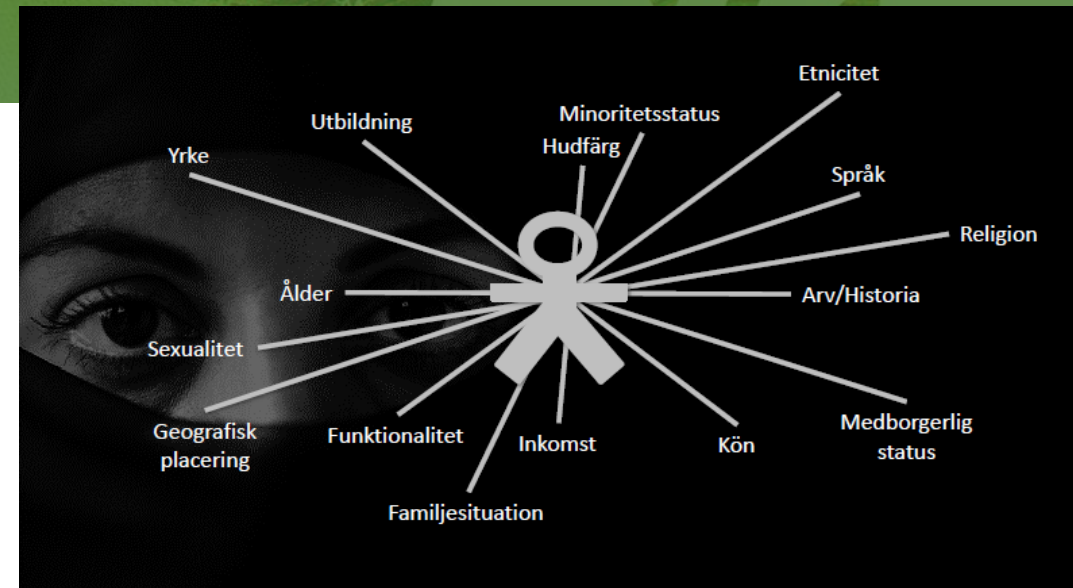 Etnicitet
Minoritetsstatus
Utbildning
Hudfärg
Yrke
Språk
Religion
Ålder
Arv/Historia
Sexualitet
Geografisk
placering
Funktionalitet
Inkomst
Kön
Medborgerlig
status
Familjesituation